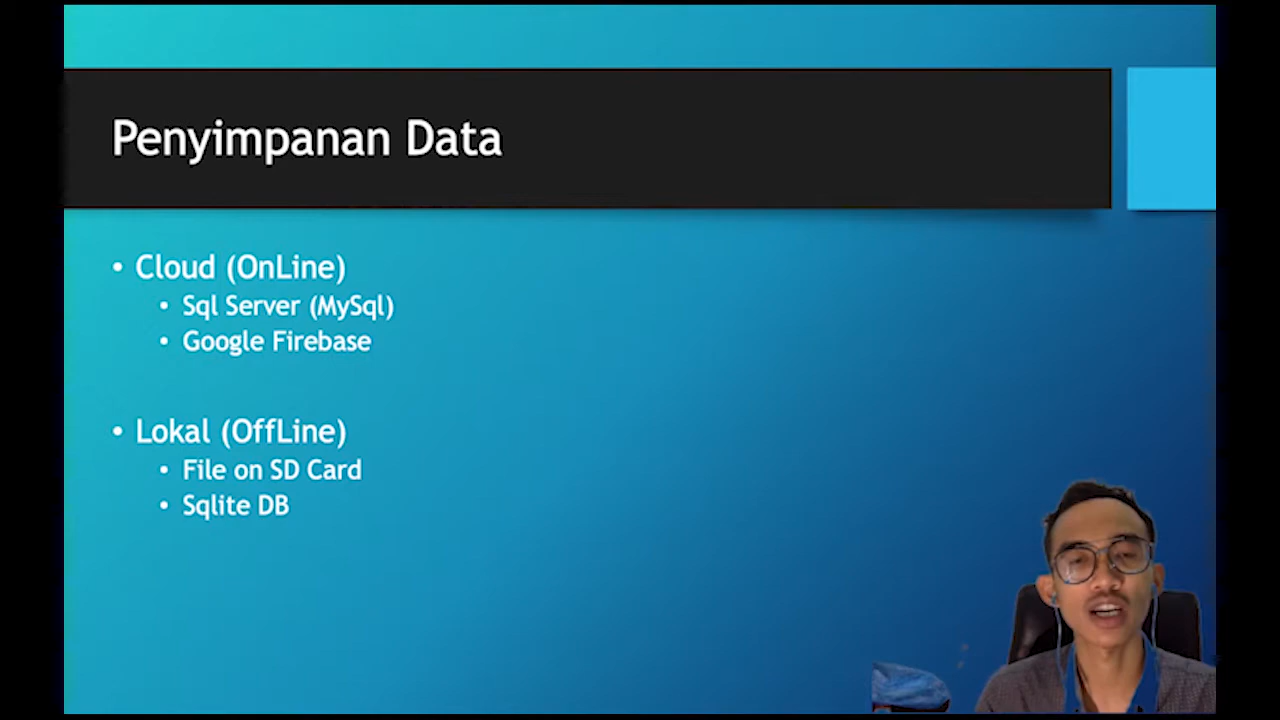 Penyimpanan Data
• Cloud (OnLine)
• Sql Server (MySql)
• Google Firebase
• Lokal (OffLine)
• File on SD Card
• Sqlite DB